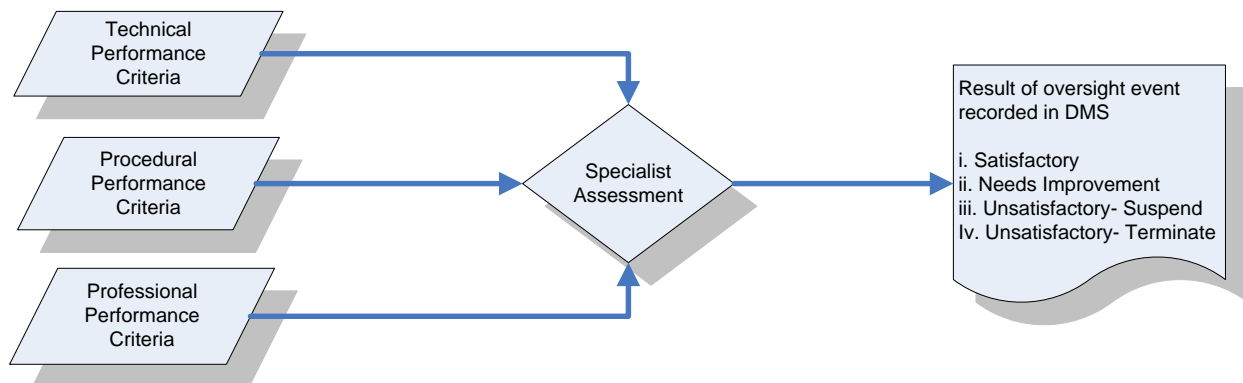 Technical
Performance
Criteria
Procedural
Performance
Criteria
Professional
Performance
Criteria
Specialist
Assessment
Result of oversight event
recorded in DMS
i. Satisfactory
ii. Needs Improvement
iii. Unsatisfactory- Suspend
Iv. Unsatisfactory- Terminate